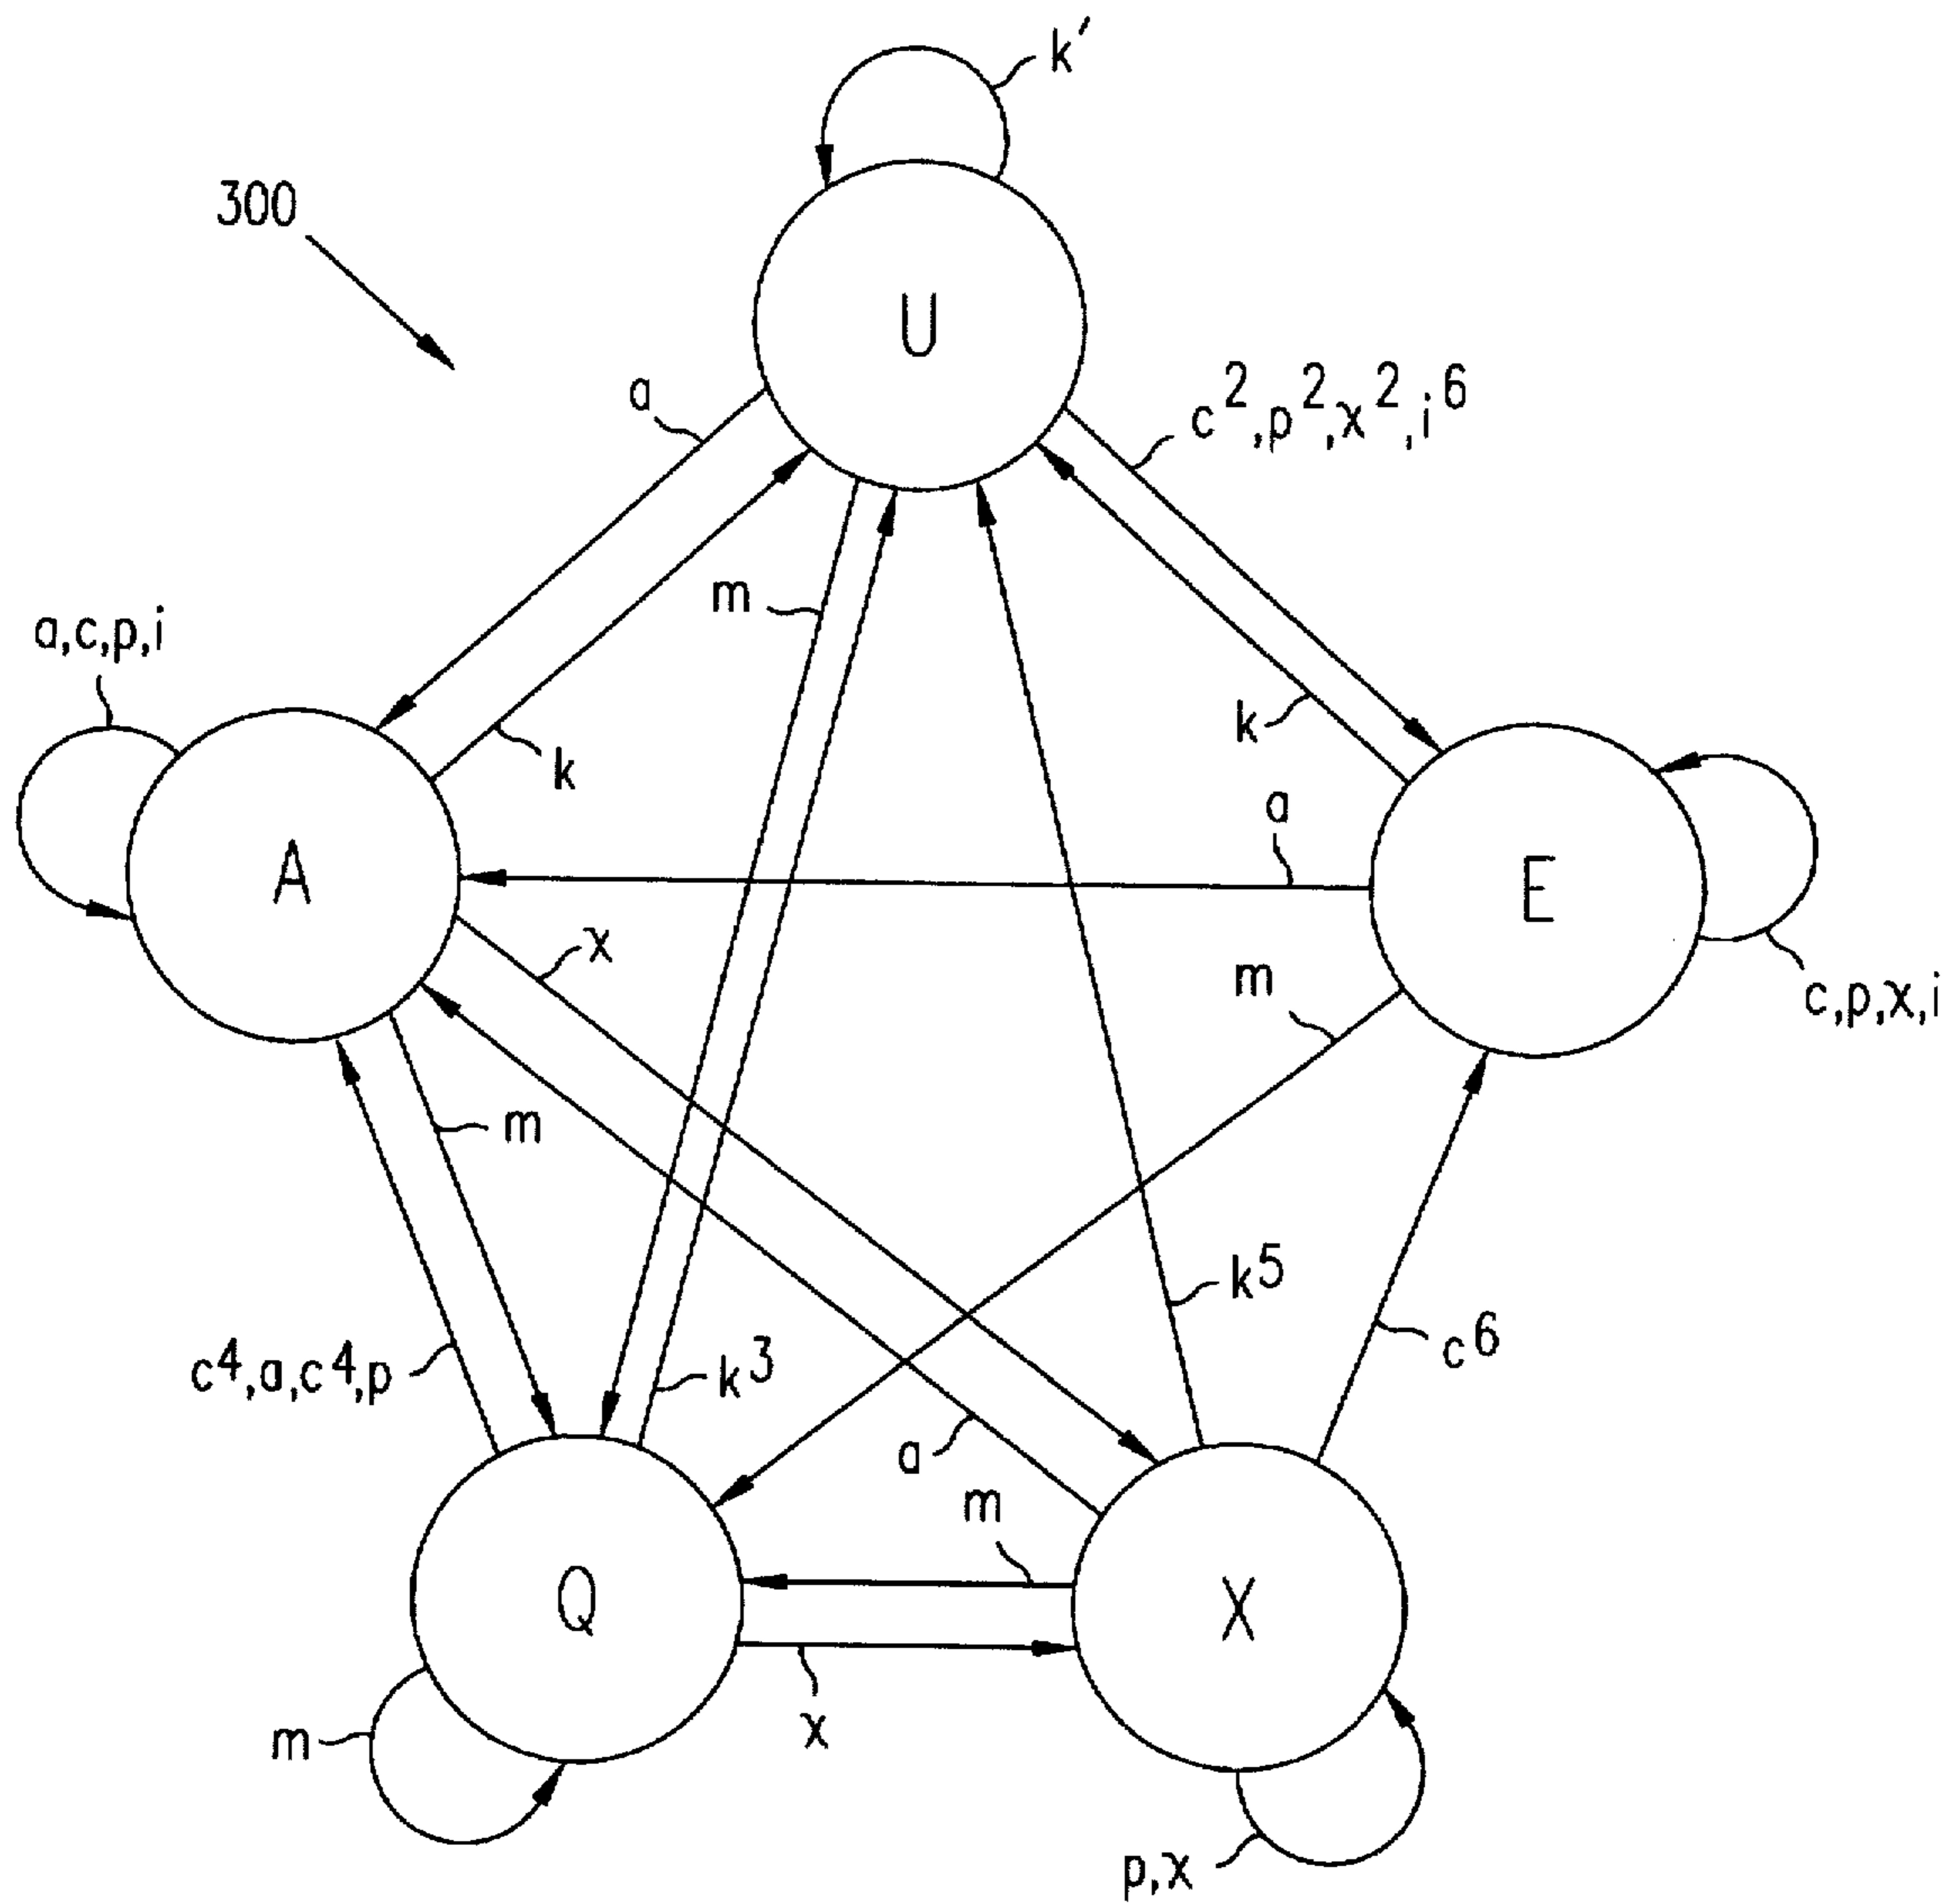 k′
300
U
a
c²,p²,x²,i⁶
m
k
a,c,p,i
k
a
A
E
x
m
c,p,x,i
m
k⁵
c⁴,a,c⁴,p
k³
c⁶
a
m
Q
X
x
m
p,x